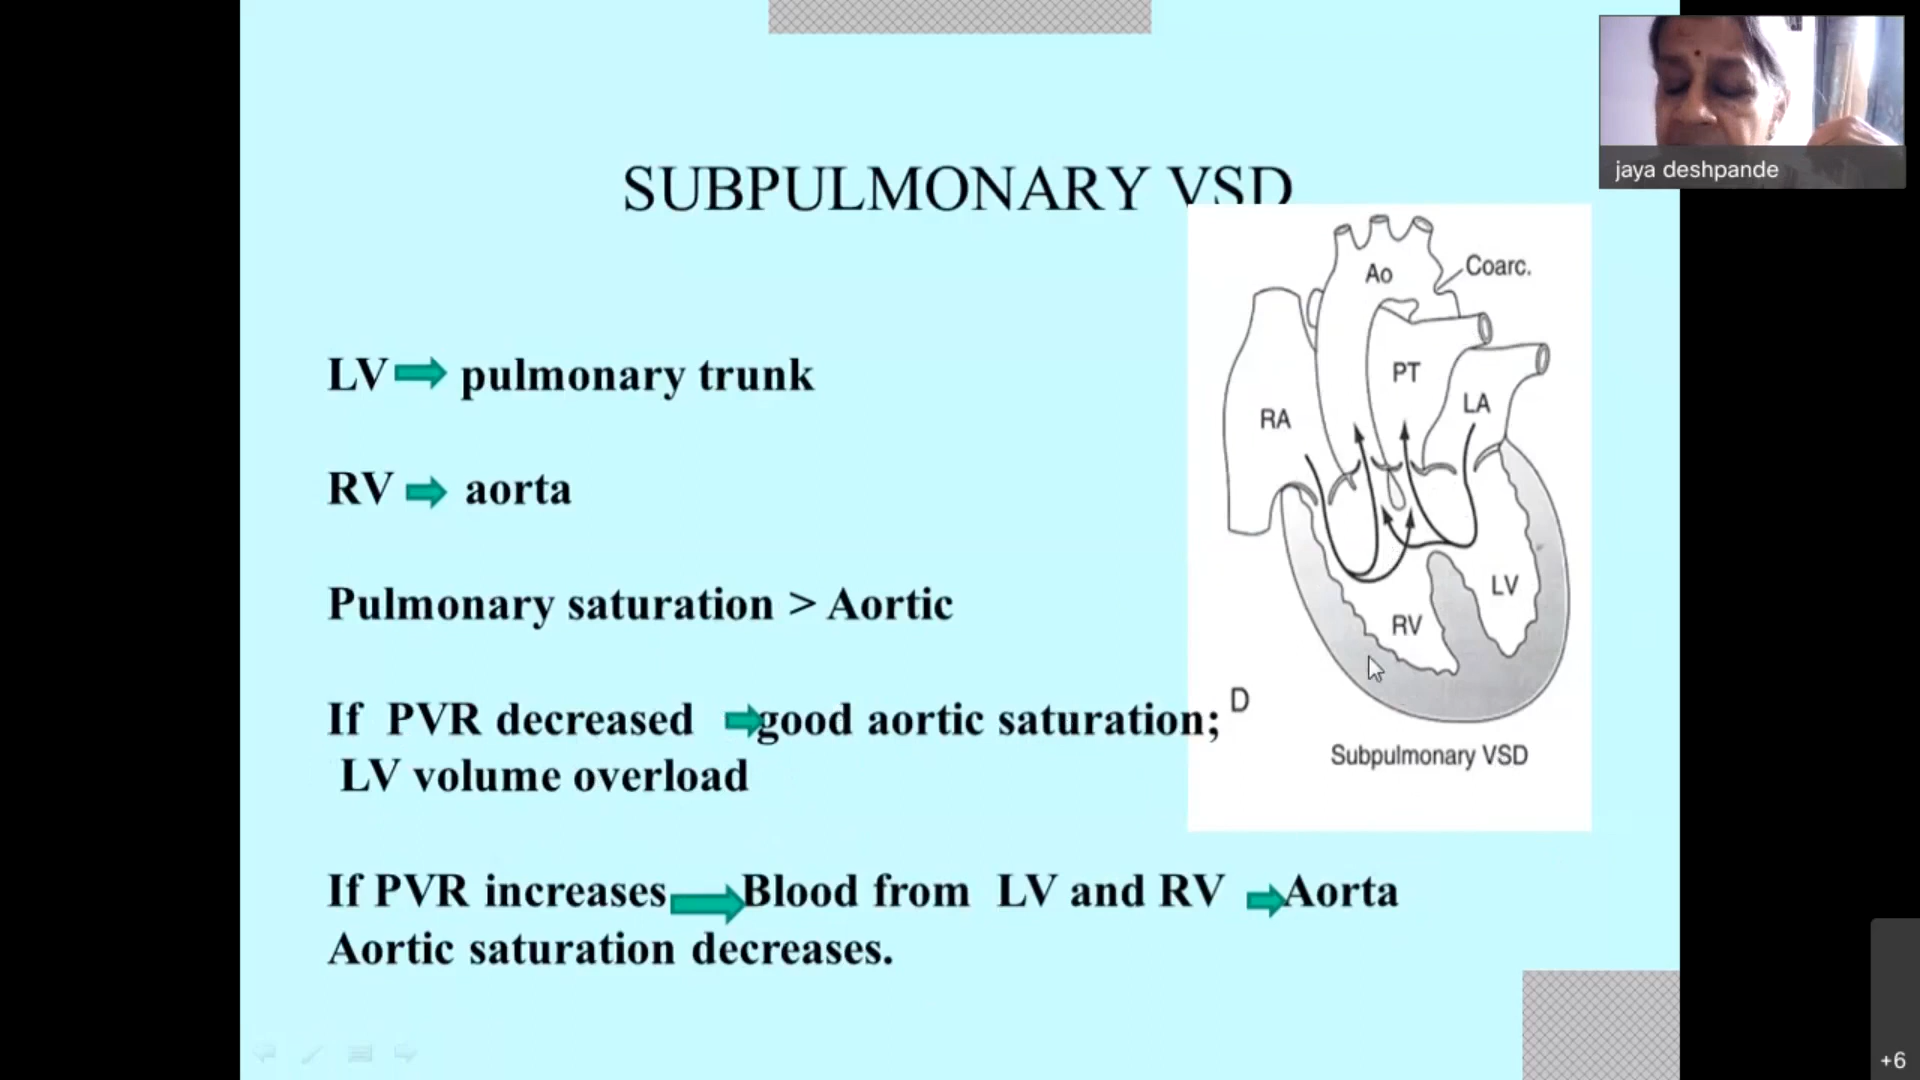 jaya deshpande
SUBPULMONARY VSD
LV pulmonary trunk
RV aorta
Pulmonary saturation > Aortic
If PVR decreased good aortic saturation;
LV volume overload
If PVR increases Blood from LV and RV Aorta
Aortic saturation decreases.
Ao
Coarc.
PT
LA
RA
LV
RV
D
Subpulmonary VSD
+6